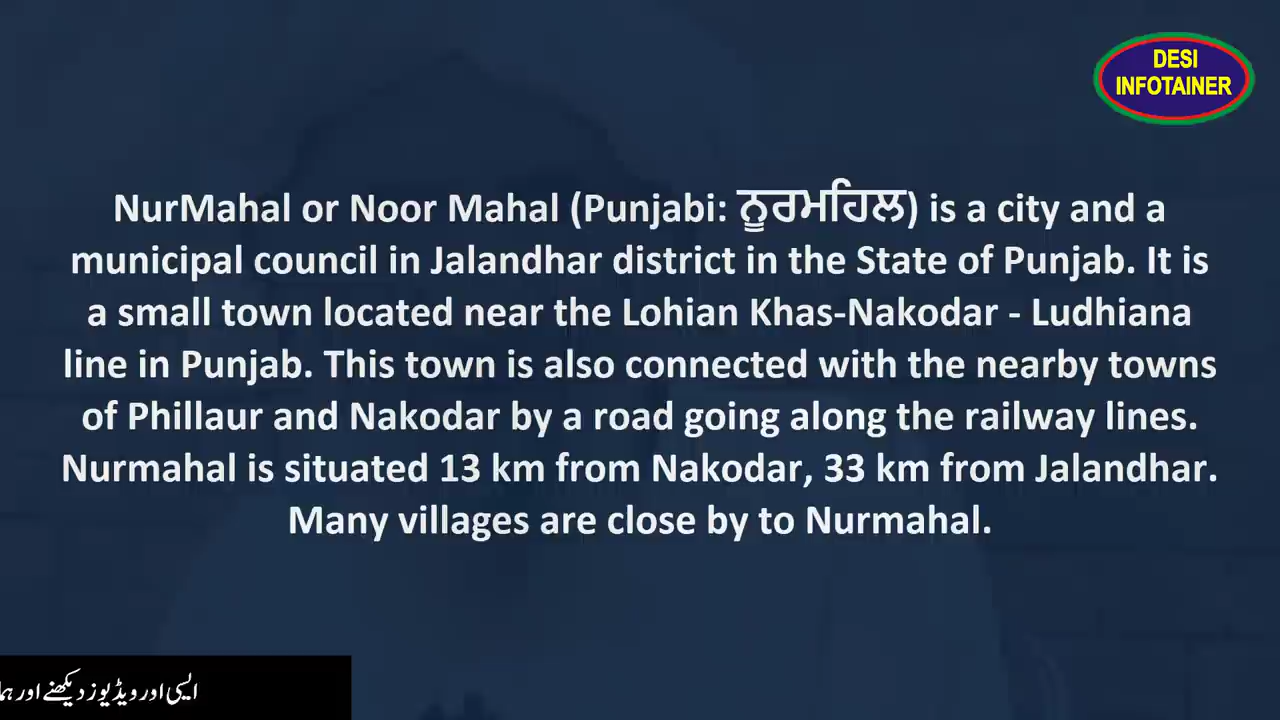 DESI
INFOTAINER
NurMahal or Noor Mahal (Punjabi: ਨੂਰਮਹਿਲ) is a city and a
municipal council in Jalandhar district in the State of Punjab. It is
a small town located near the Lohian Khas-Nakodar - Ludhiana
line in Punjab. This town is also connected with the nearby towns
of Phillaur and Nakodar by a road going along the railway lines.
Nurmahal is situated 13 km from Nakodar, 33 km from Jalandhar.
Many villages are close by to Nurmahal.
ایسی اور ویڈیوز دیکھنے اور